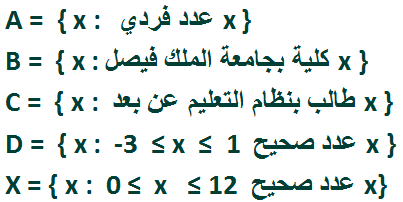 A = { x : عدد فردي x }
B = { x : كلية بجامعة الملك فيصل x }
C = { x : طالب بنظام التعليم عن بعد x }
D = { x : -3 ≤ x ≤ 1 عدد صحيح x }
X = { x : 0 ≤ x ≤ 12 عدد صحيح x}